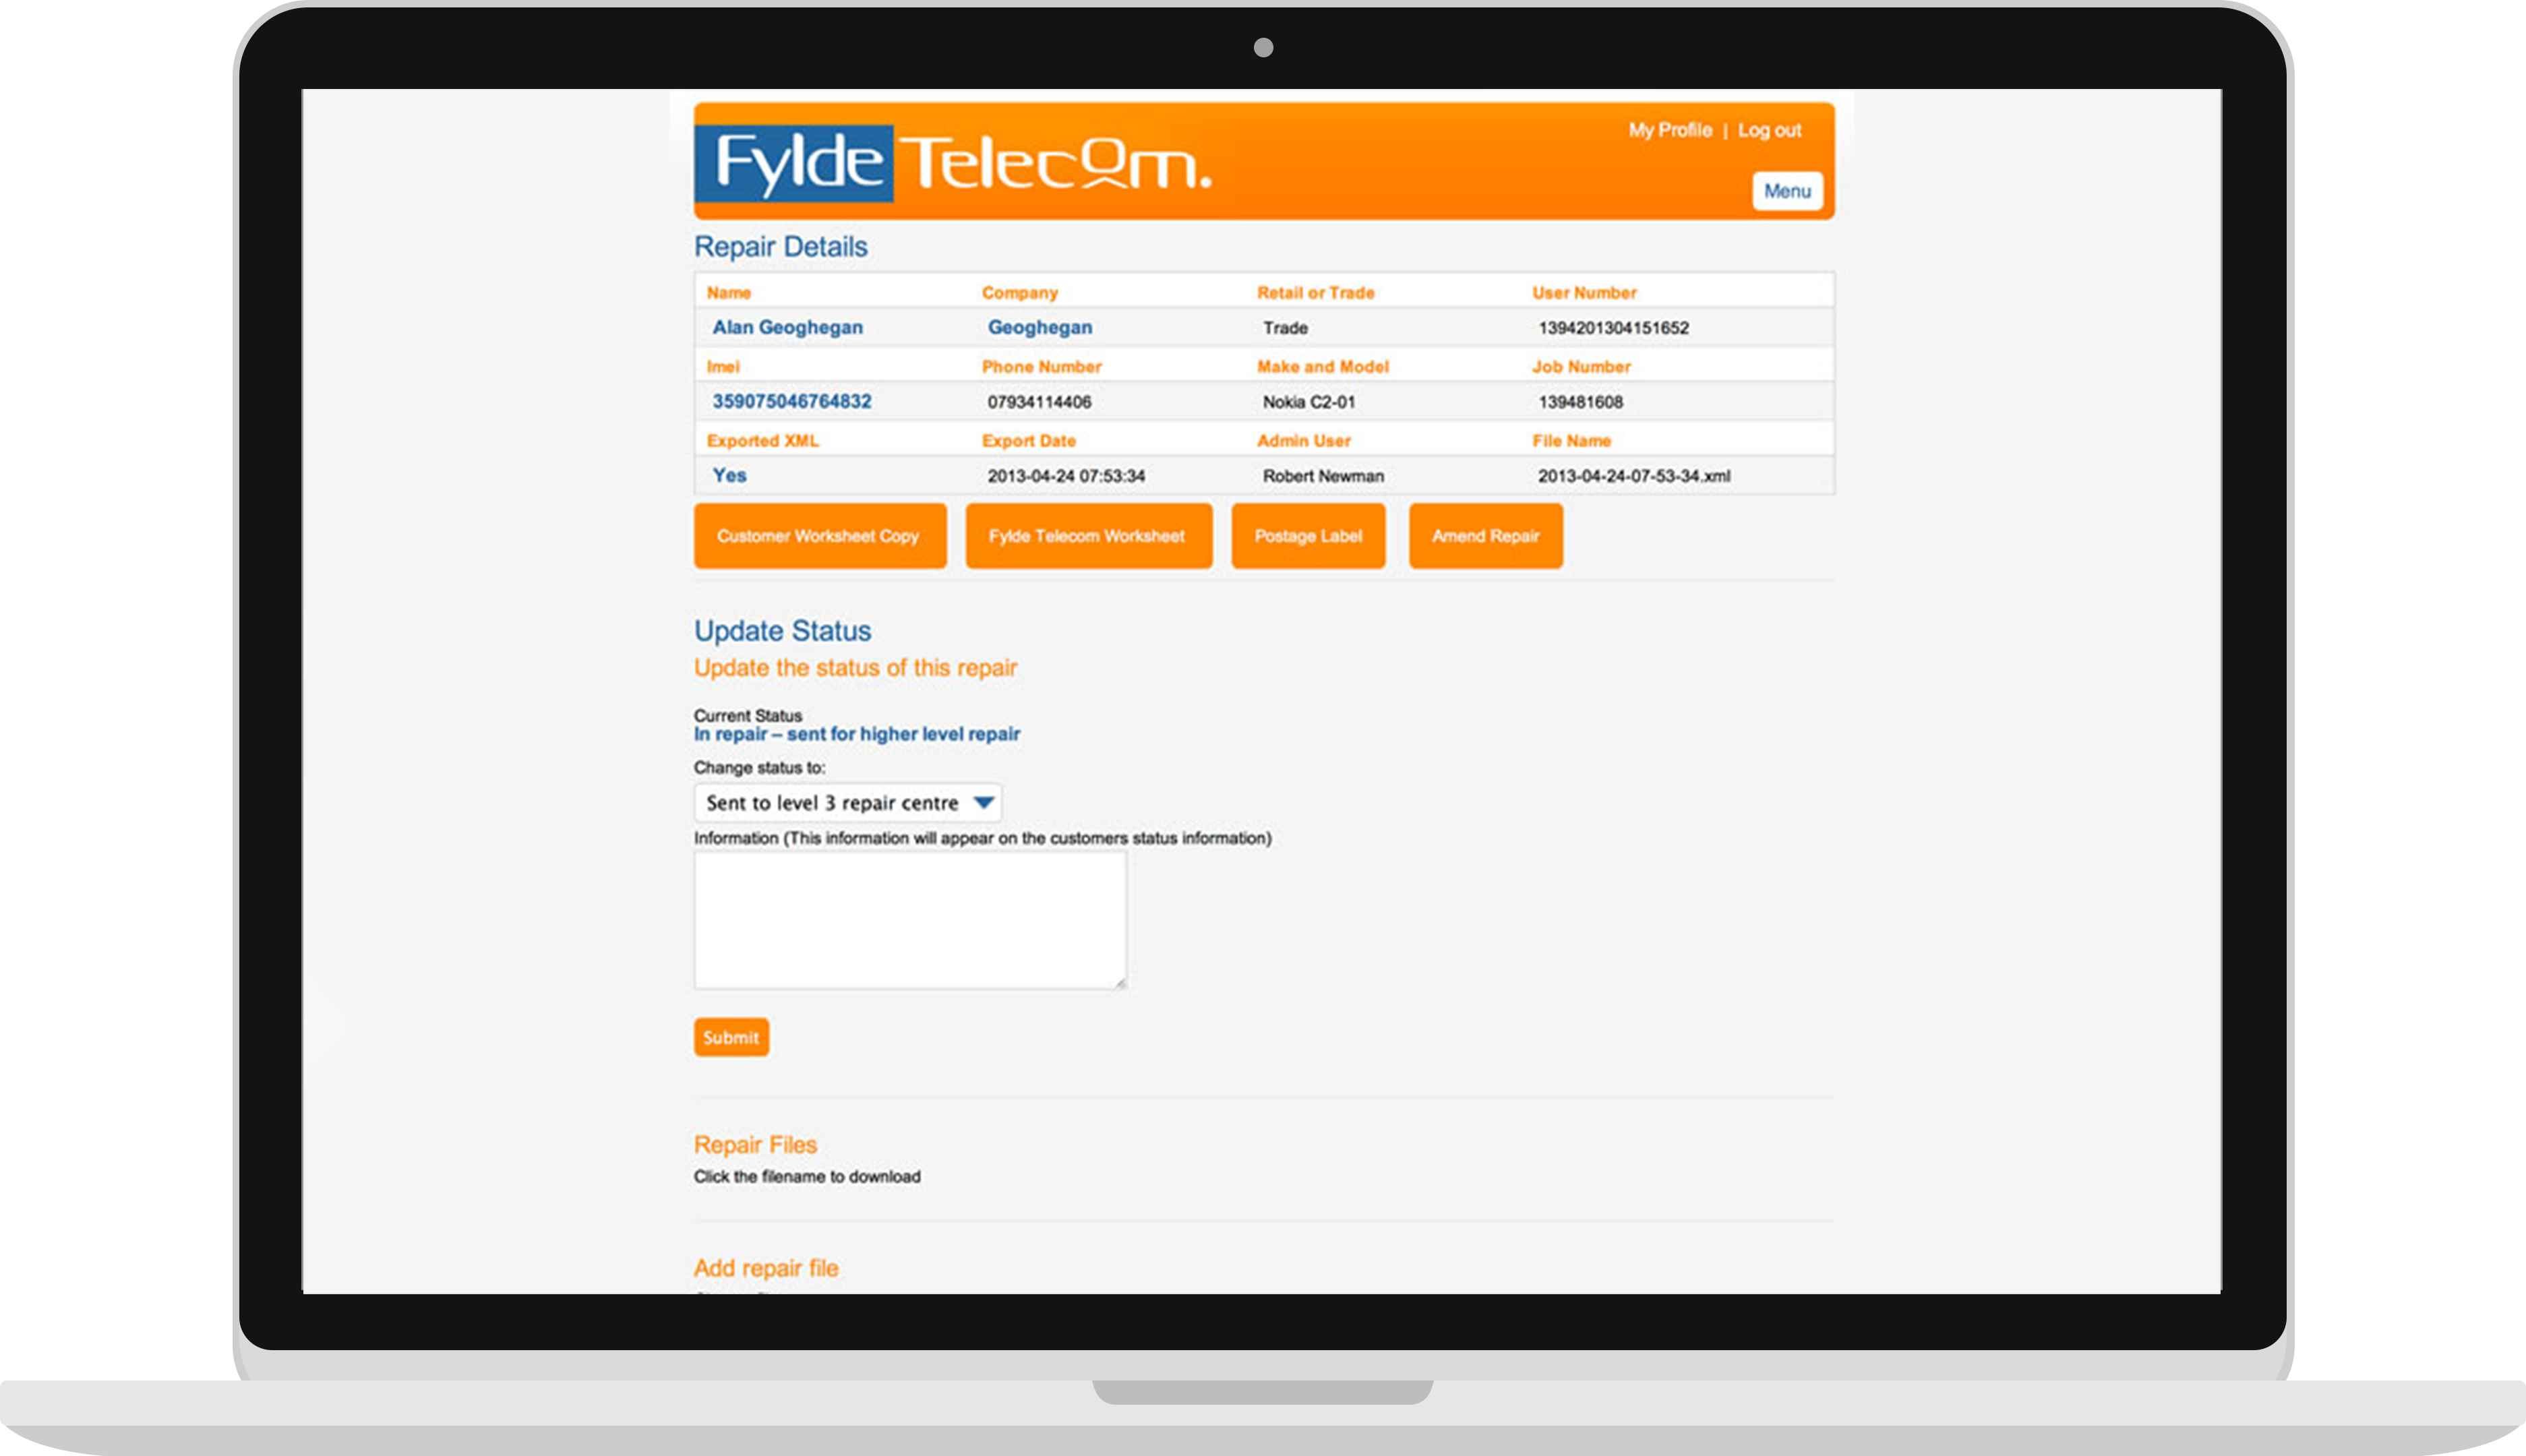 Fylde Telecom.
My Profile | Log out
Menu
Repair Details
Name Company Retail or Trade User Number
Alan Geoghegan Geoghegan Trade 1394201304151652
Imei Phone Number Make and Model Job Number
359075046764832 07934114406 Nokia C2-01 139481608
Exported XML Export Date Admin User File Name
Yes 2013-04-24 07:53:34 Robert Newman 2013-04-24-07-53-34.xml
Customer Worksheet Copy Fylde Telecom Worksheet Postage Label Amend Repair
Update Status
Update the status of this repair
Current Status
In repair – sent for higher level repair
Change status to:
Sent to level 3 repair centre
Information (This information will appear on the customers status information)
Submit
Repair Files
Click the filename to download
Add repair file